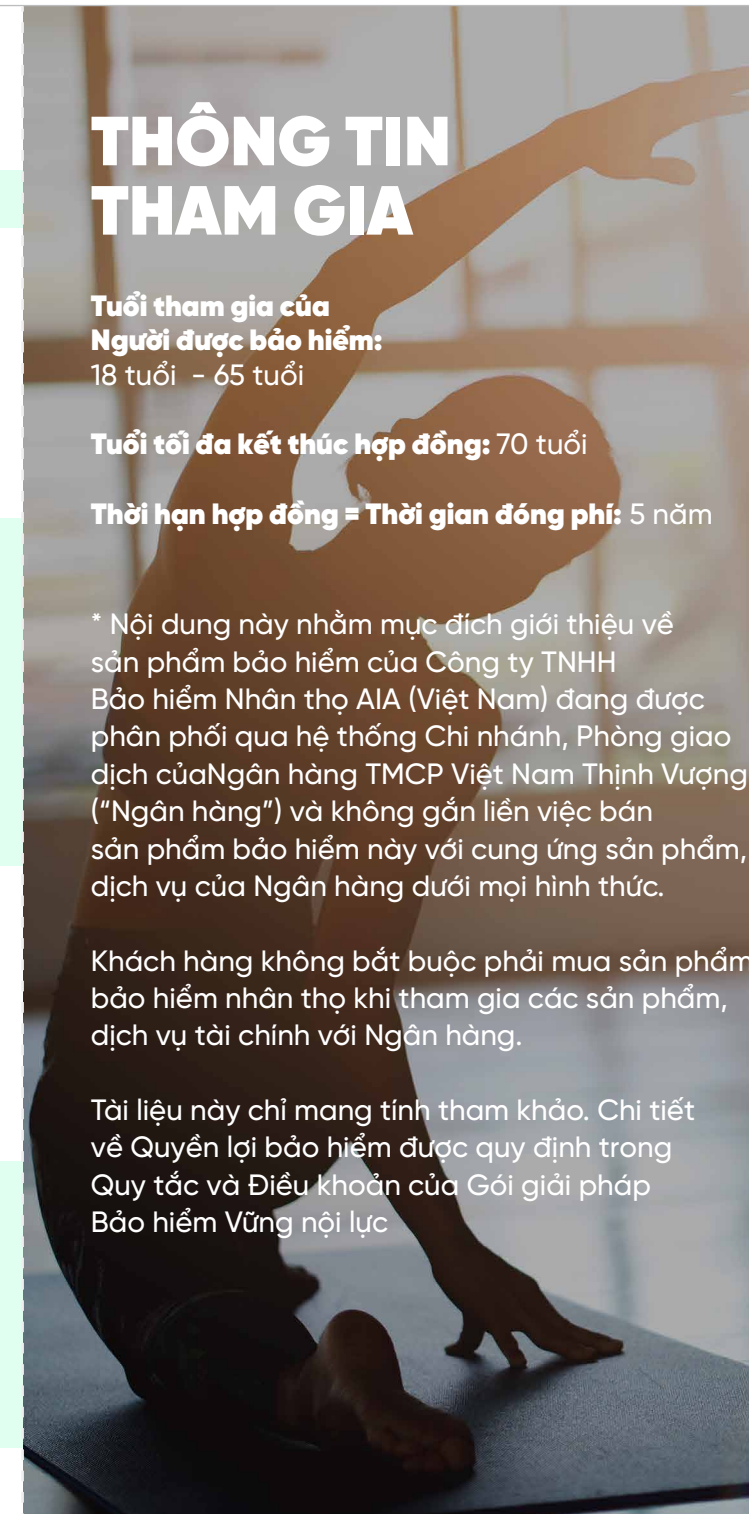 THÔNG TIN
THAM GIA
Tuổi tham gia của
Người được bảo hiểm:
18 tuổi - 65 tuổi
Tuổi tối đa kết thúc hợp đồng: 70 tuổi
Thời hạn hợp đồng = Thời gian đóng phí: 5 năm
* Nội dung này nhằm mục đích giới thiệu về
sản phẩm bảo hiểm của Công ty TNHH
Bảo hiểm Nhân thọ AIA (Việt Nam) đang được
phân phối qua hệ thống Chi nhánh, Phòng giao
dịch củaNgân hàng TMCP Việt Nam Thịnh Vượng
("Ngân hàng") và không gắn liền việc bán
sản phẩm bảo hiểm này với cung ứng sản phẩm,
dịch vụ của Ngân hàng dưới mọi hình thức.
Khách hàng không bắt buộc phải mua sản phẩm
bảo hiểm nhân thọ khi tham gia các sản phẩm,
dịch vụ tài chính với Ngân hàng.
Tài liệu này chỉ mang tính tham khảo. Chi tiết
về Quyền lợi bảo hiểm được quy định trong
Quy tắc và Điều khoản của Gói giải pháp
Bảo hiểm Vững nội lực